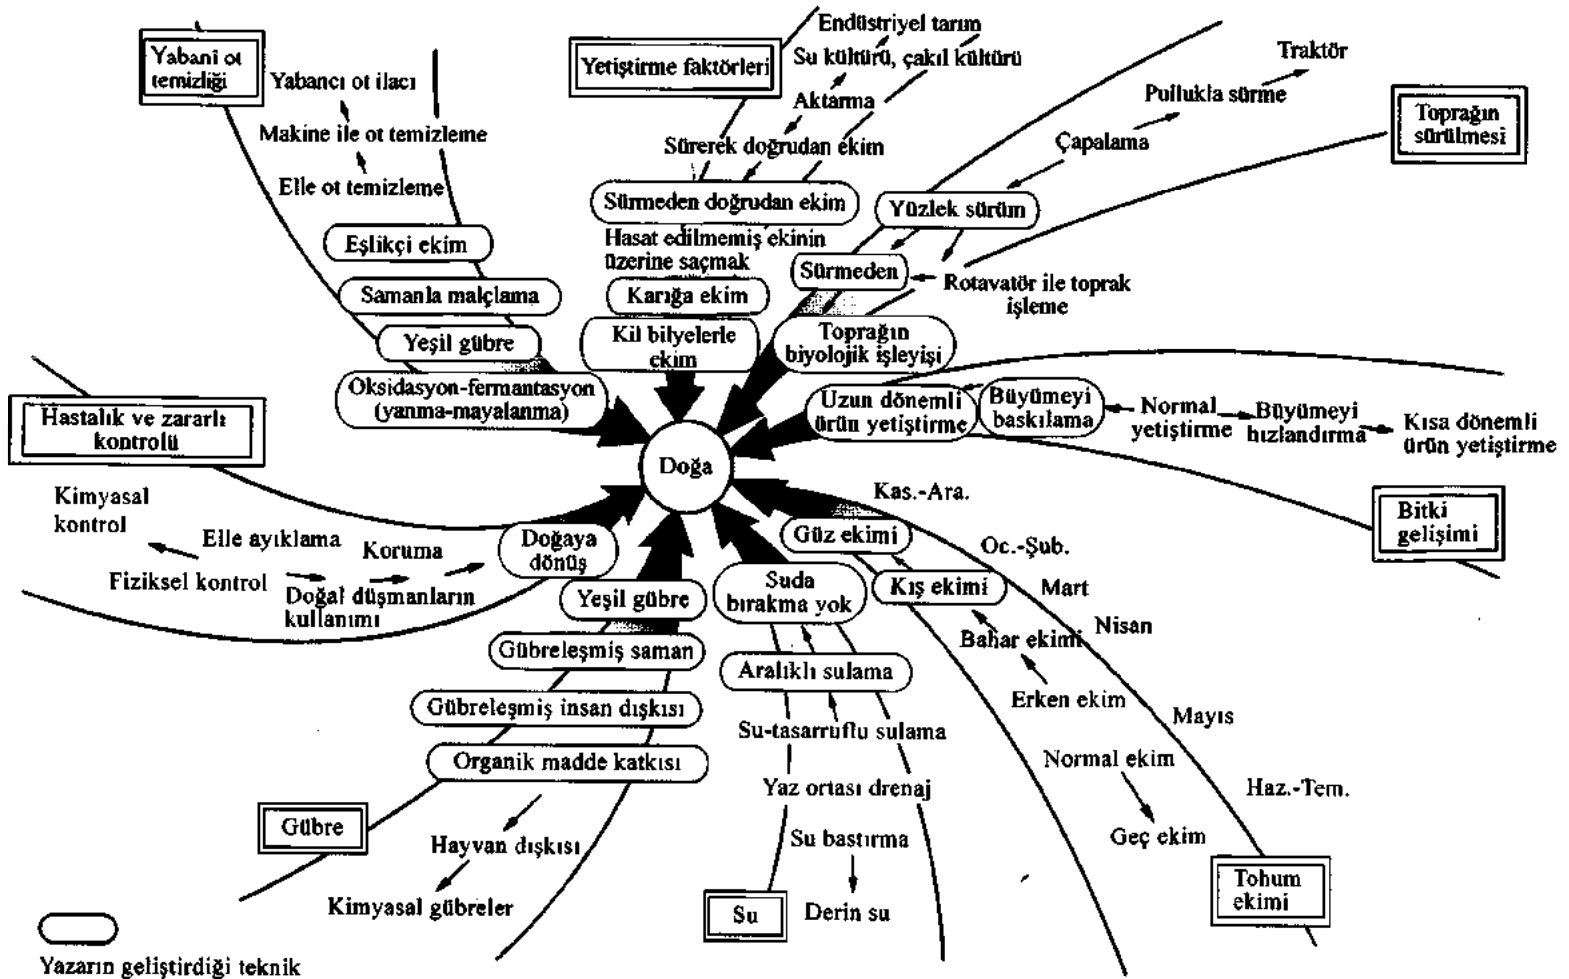 Yabani ot
temizliği
Yabancı ot ilacı
Makine ile ot temizleme
Elle ot temizleme
Eşlikçi ekim
Samanla malçlama
Yeşil gübre
Oksidasyon-fermantasyon
(yanma-mayalanma)
Yetiştirme faktörleri
Endüstriyel tarım
Su kültürü, çakıl kültürü
Aktarma
Sürerek doğrudan ekim
Sürmeden doğrudan ekim
Hasat edilmemiş ekinin
üzerine saçmak
Karığa ekim
Kil bilyelerle
ekim
Toprağın
sürülmesi
Traktör
Pullukla sürme
Çapalama
Yüzlek sürüm
Sürmeden
Rotavatör ile toprak
işleme
Toprağın
biyolojik işleyişi
Uzun dönemli
ürün yetiştirme
Büyümeyi
baskılama
Normal
yetiştirme
Büyümeyi
hızlandırma
Kısa dönemli
ürün yetiştirme
Bitki
gelişimi
Doğa
Hastalık ve zararlı
kontrolü
Kimyasal
kontrol
Elle ayıklama
Fiziksel kontrol
Koruma
Doğal düşmanların
kullanımı
Doğaya
dönüş
Yeşil gübre
Gübreleşmiş saman
Gübreleşmiş insan dışkısı
Organik madde katkısı
Gübre
Hayvan dışkısı
Kimyasal gübreler
Suda
bırakma yok
Aralıklı sulama
Su-tasarruflu sulama
Yaz ortası drenaj
Su bastırma
Derin su
Su
Kas.-Ara.
Güz ekimi
Oc.-Şub.
Kış ekimi
Mart
Bahar ekimi
Nisan
Erken ekim
Mayıs
Normal ekim
Haz.-Tem.
Geç ekim
Tohum
ekimi
Yazarın geliştirdiği teknik